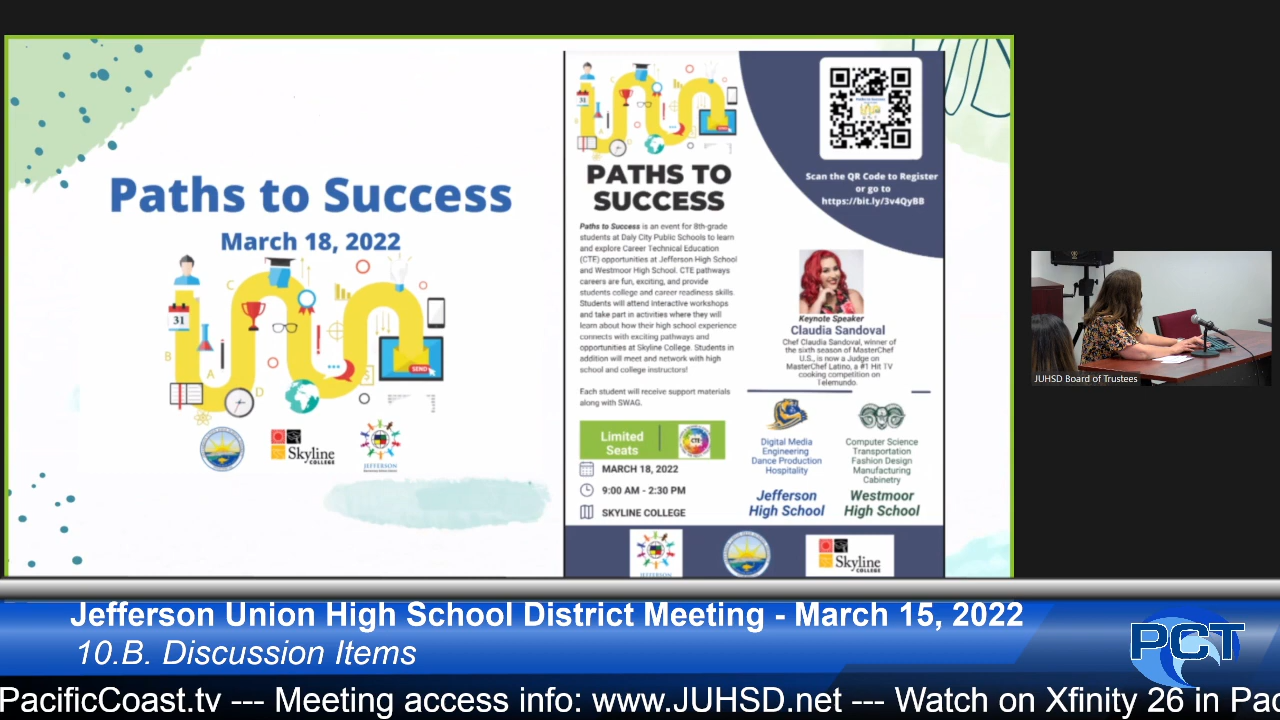 Paths to Success
March 18, 2022
31
SEND
Skyline
COLLEGE
JEFFERSON
31
PATHS TO
SUCCESS
Paths to Success is an event for 8th-grade
students at Daly City Public Schools to learn
and explore Career Technical Education
(CTE) opportunities at Jefferson High School
and Westmoor High School. CTE pathways
careers are fun, exciting, and provide
students college and career readiness skills.
Students will attend interactive workshops
and take part in activities where they will
learn about how their high school experience
connects with exciting pathways and
opportunities at Skyline College. Students in
addition will meet and network with high
school and college instructors!
Each student will receive support materials
along with SWAG.
Limited
Seats
CTE
MARCH 18, 2022
9:00 AM - 2:30 PM
SKYLINE COLLEGE
Scan the QR Code to Register
or go to
https://bit.ly/3v4QyBB
Keynote Speaker
Claudia Sandoval
Chef Claudia Sandoval, winner of
the sixth season of MasterChef
U.S., is now a Judge on
MasterChef Latino, a #1 Hit TV
cooking competition on
Telemundo.
Digital Media
Engineering
Dance Production
Hospitality
Jefferson
High School
Computer Science
Transportation
Fashion Design
Manufacturing
Cabinetry
Westmoor
High School
JEFFERSON
Skyline
COLLEGE
JUHSD Board of Trustees
Jefferson Union High School District Meeting - March 15, 2022
10.B. Discussion Items
PCT
PacificCoast.tv --- Meeting access info: www.JUHSD.net --- Watch on Xfinity 26 in Pac